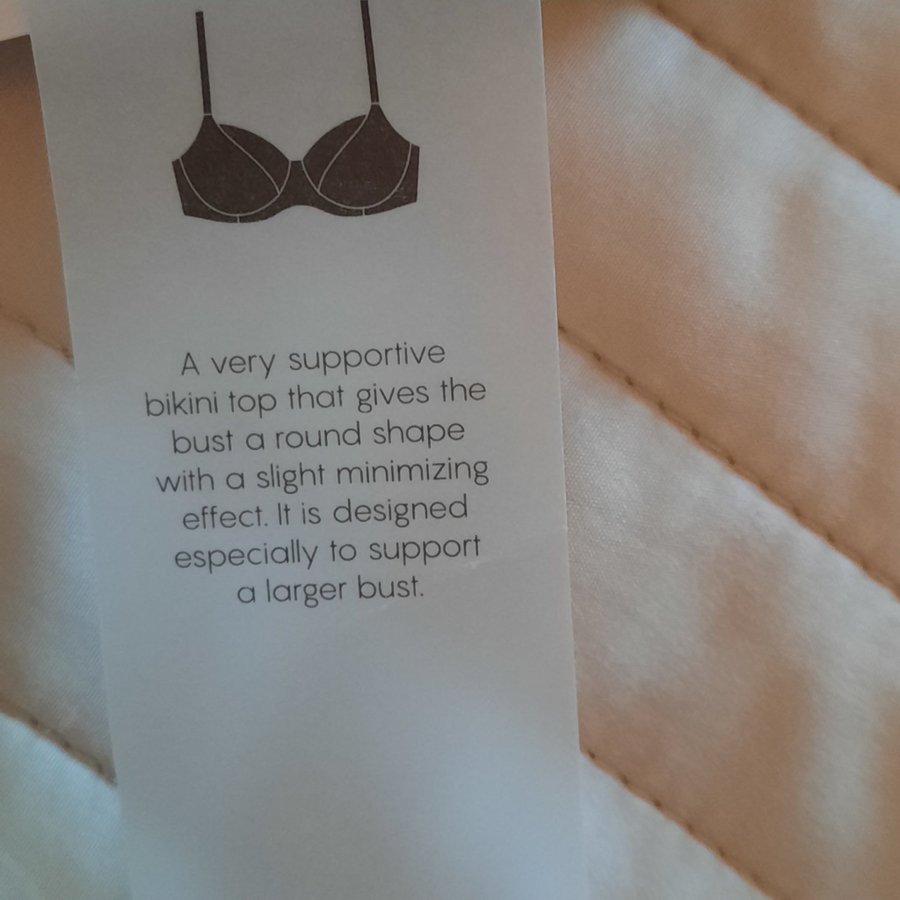 A very supportive
bikini top that gives the
bust a round shape
with a slight minimizing
effect. It is designed
especially to support
a larger bust.